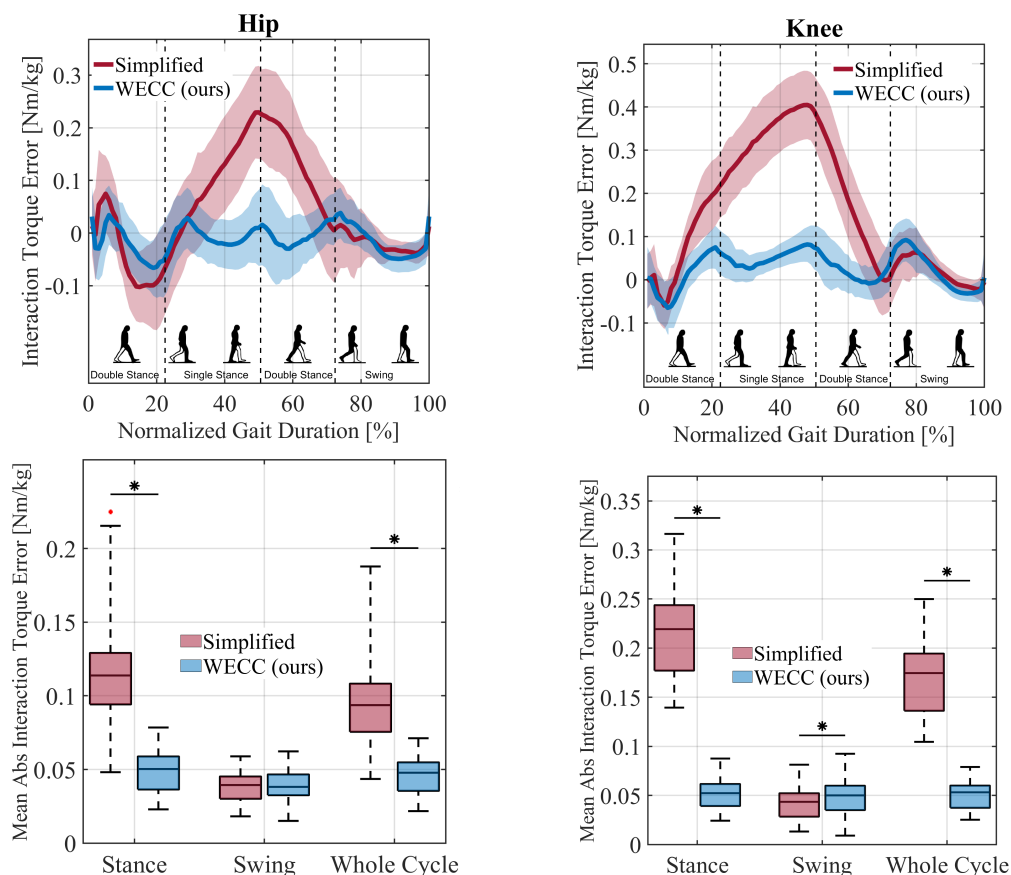 Hip
Interaction Torque Error [Nm/kg]
0.3
0.2
0.1
0
-0.1
Simplified
WECC (ours)
Double Stance
Single Stance
Double Stance
Swing
0
20
40
60
80
100
Normalized Gait Duration [%]
Knee
Interaction Torque Error [Nm/kg]
0.5
0.4
0.3
0.2
0.1
0
-0.1
Simplified
WECC (ours)
Double Stance
Single Stance
Double Stance
Swing
0
20
40
60
80
100
Normalized Gait Duration [%]
Mean Abs Interaction Torque Error [Nm/kg]
0.2
0.15
0.1
0.05
0
*
*
Simplified
WECC (ours)
Stance
Swing
Whole Cycle
Mean Abs Interaction Torque Error [Nm/kg]
0.35
0.3
0.25
0.2
0.15
0.1
0.05
0
*
*
*
Simplified
WECC (ours)
Stance
Swing
Whole Cycle